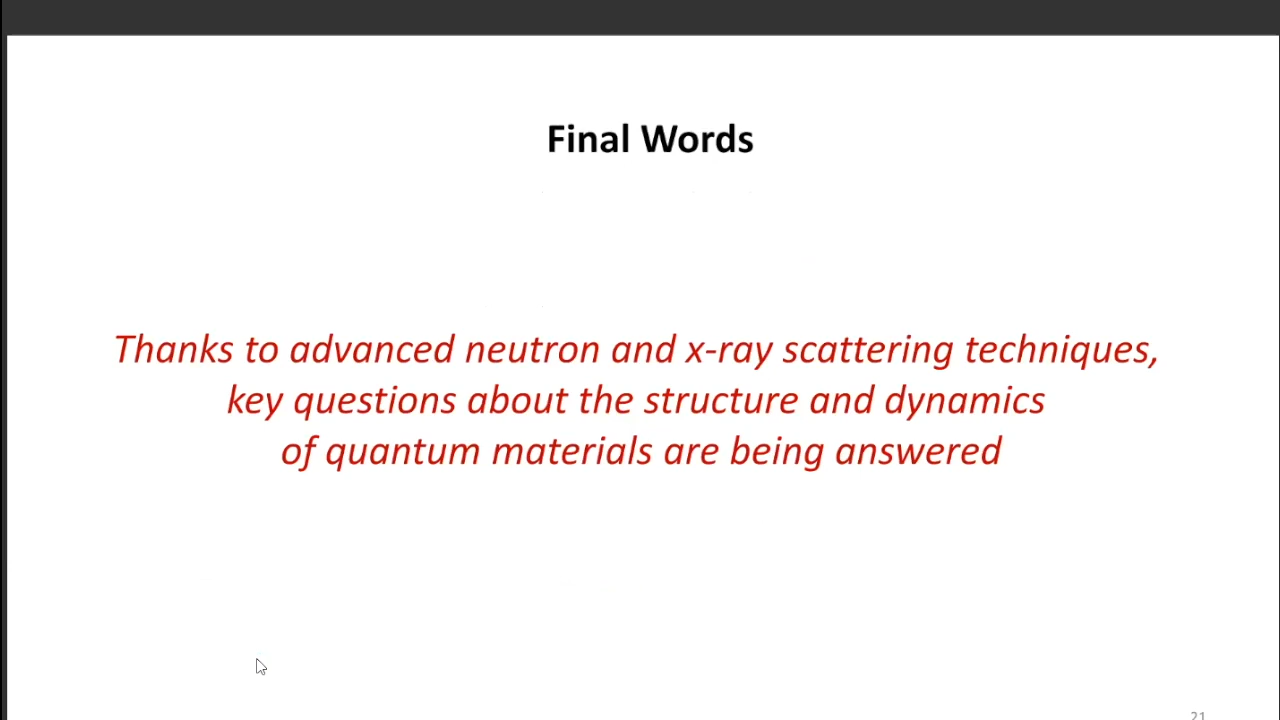 Final Words
Thanks to advanced neutron and x-ray scattering techniques,
key questions about the structure and dynamics
of quantum materials are being answered
21